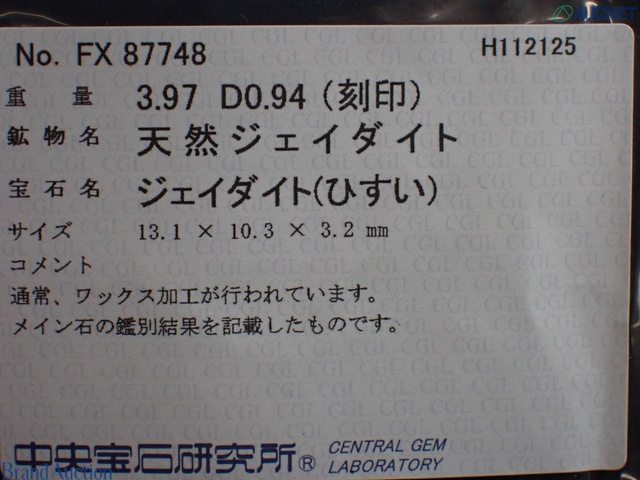 No. FX 87748
H112125
重量 3.97 D0.94 (刻印)
鉱物名 天然ジェイダイト
宝石名 ジェイダイト(ひすい)
サイズ 13.1 × 10.3 × 3.2 mm
コメント
通常、ワックス加工が行われています。
メイン石の鑑別結果を記載したものです。
中央宝石研究所® CENTRAL GEM
LABORATORY
Brand Auction